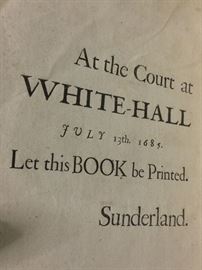 At the Court at
WHITE-HALL
JULY 13th. 1685.
Let this BOOK be Printed.
Sunderland.